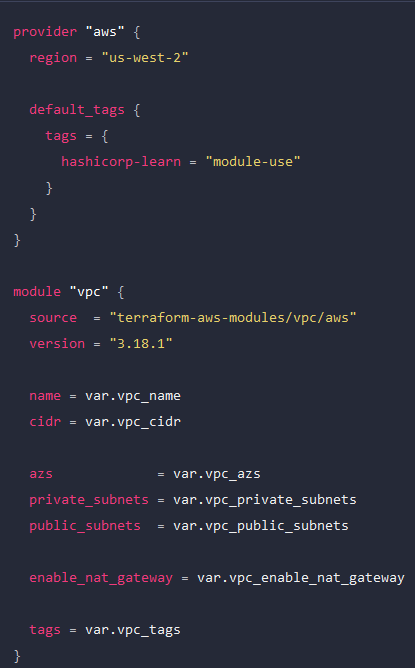 provider "aws" {
  region = "us-west-2"
  default_tags {
    tags = {
      hashicorp-learn = "module-use"
    }
  }
}
module "vpc" {
  source  = "terraform-aws-modules/vpc/aws"
  version = "3.18.1"
  name = var.vpc_name
  cidr = var.vpc_cidr
  azs             = var.vpc_azs
  private_subnets = var.vpc_private_subnets
  public_subnets  = var.vpc_public_subnets
  enable_nat_gateway = var.vpc_enable_nat_gateway
  tags = var.vpc_tags
}